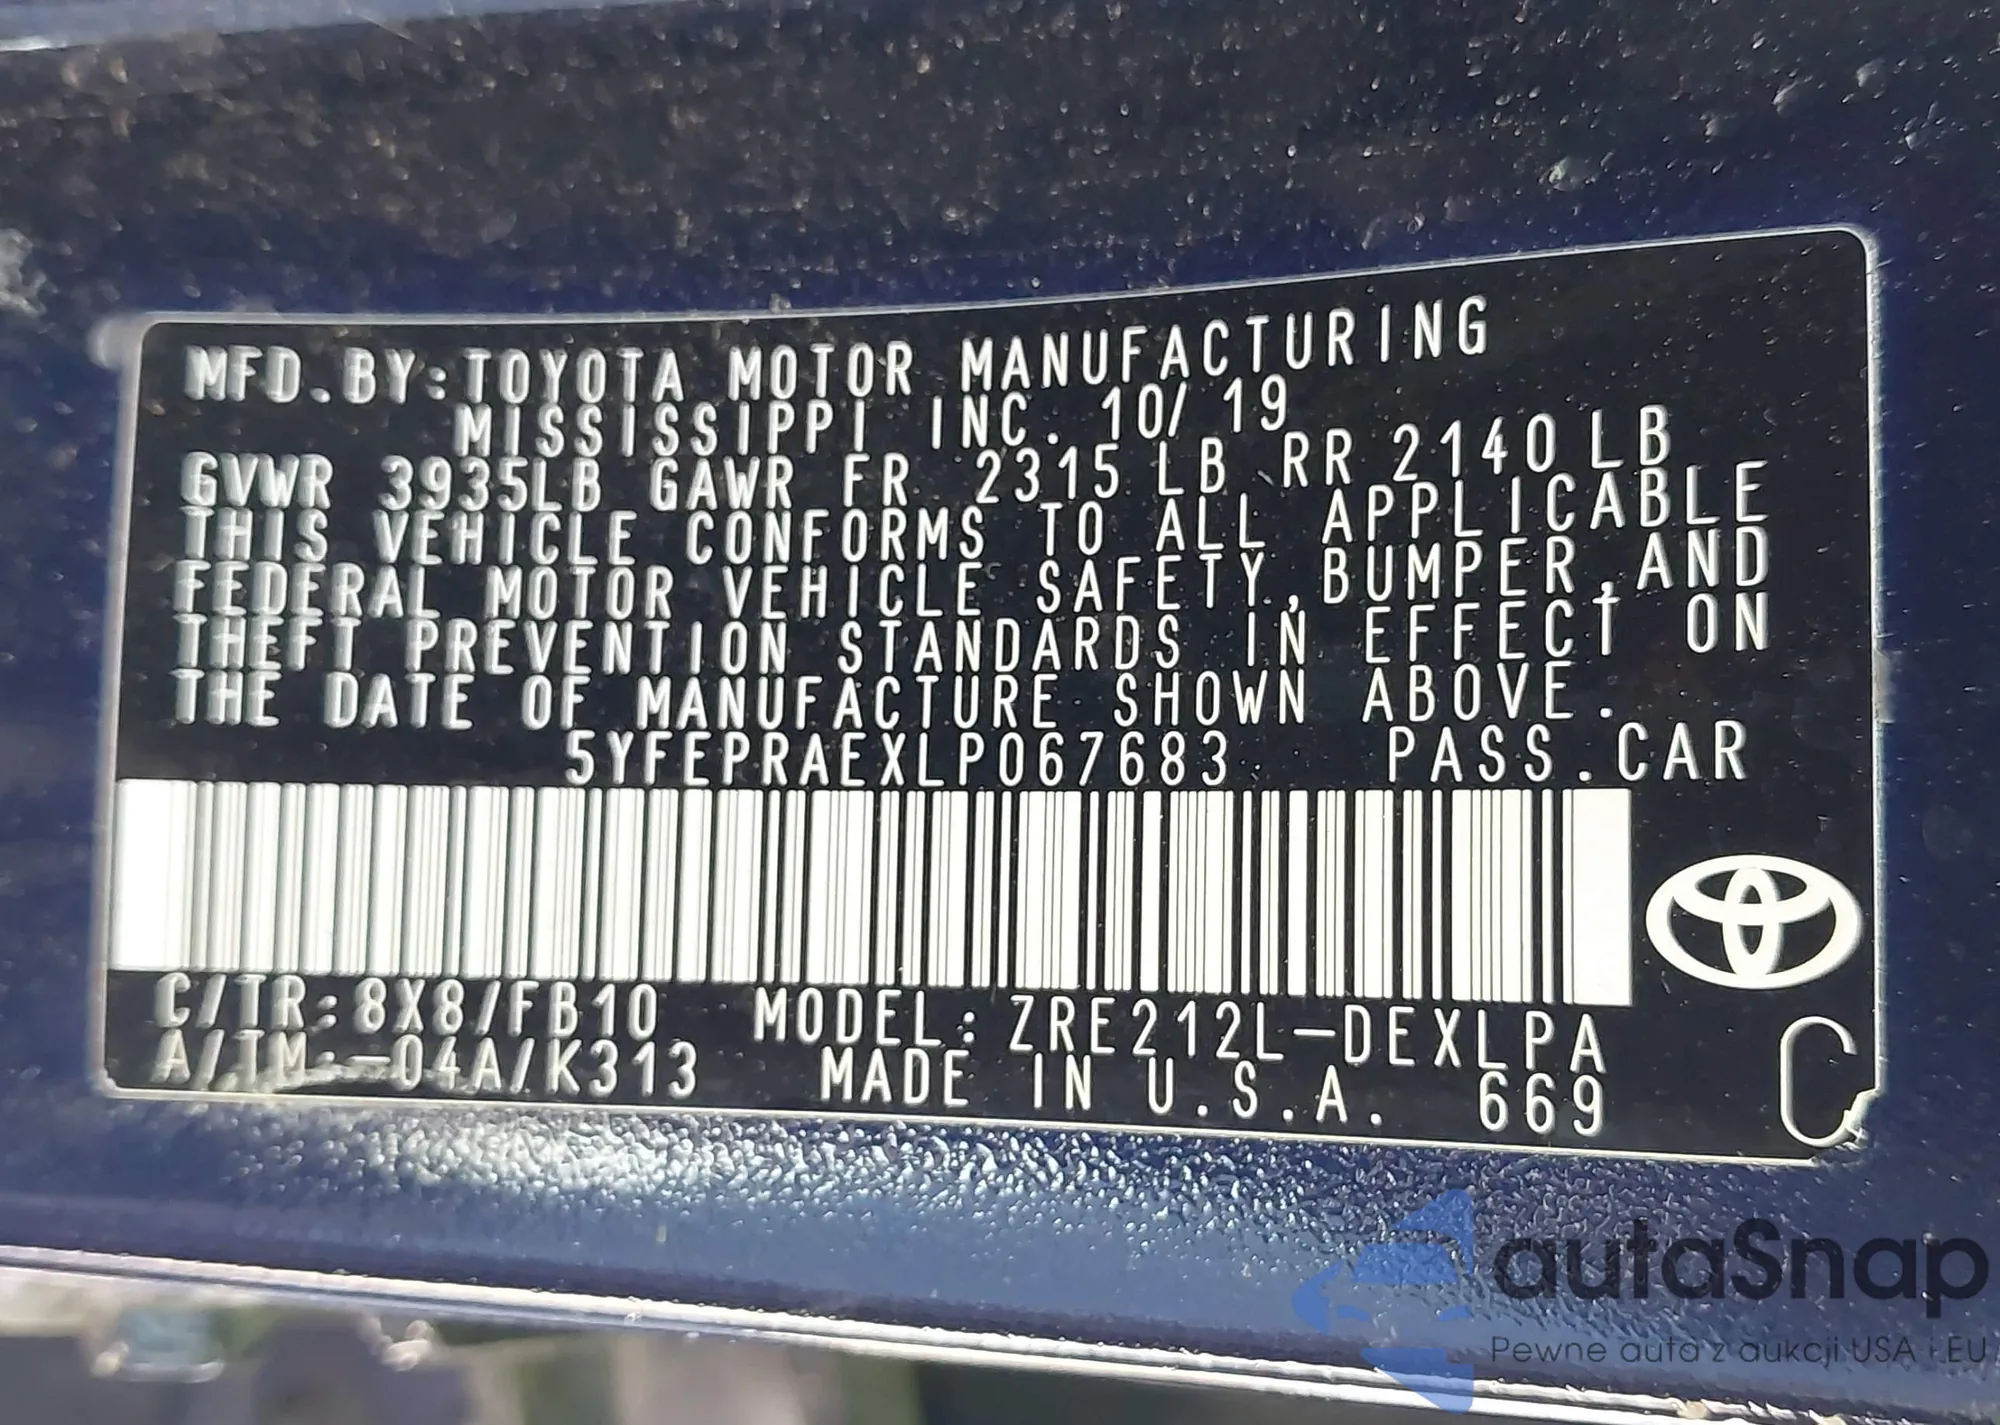 MFD.BY:TOYOTA MOTOR MANUFACTURING
MISSISSIPPI INC. 10/ 19
GVWR 3935LB GAWR FR 2315 LB RR 2140 LB
THIS VEHICLE CONFORMS TO ALL APPLICABLE
FEDERAL MOTOR VEHICLE SAFETY,BUMPER,AND
THEFT PREVENTION STANDARDS IN EFFECT ON
THE DATE OF MANUFACTURE SHOWN ABOVE.
5YFEPRAEXLP067683 PASS.CAR
C/TR:8X8/FB10 MODEL: ZRE212L-DEXLPA
A/TM:-04A/K313 MADE IN U.S.A. 669
C
autaSnap
Pewne auta z aukcji USA i EU